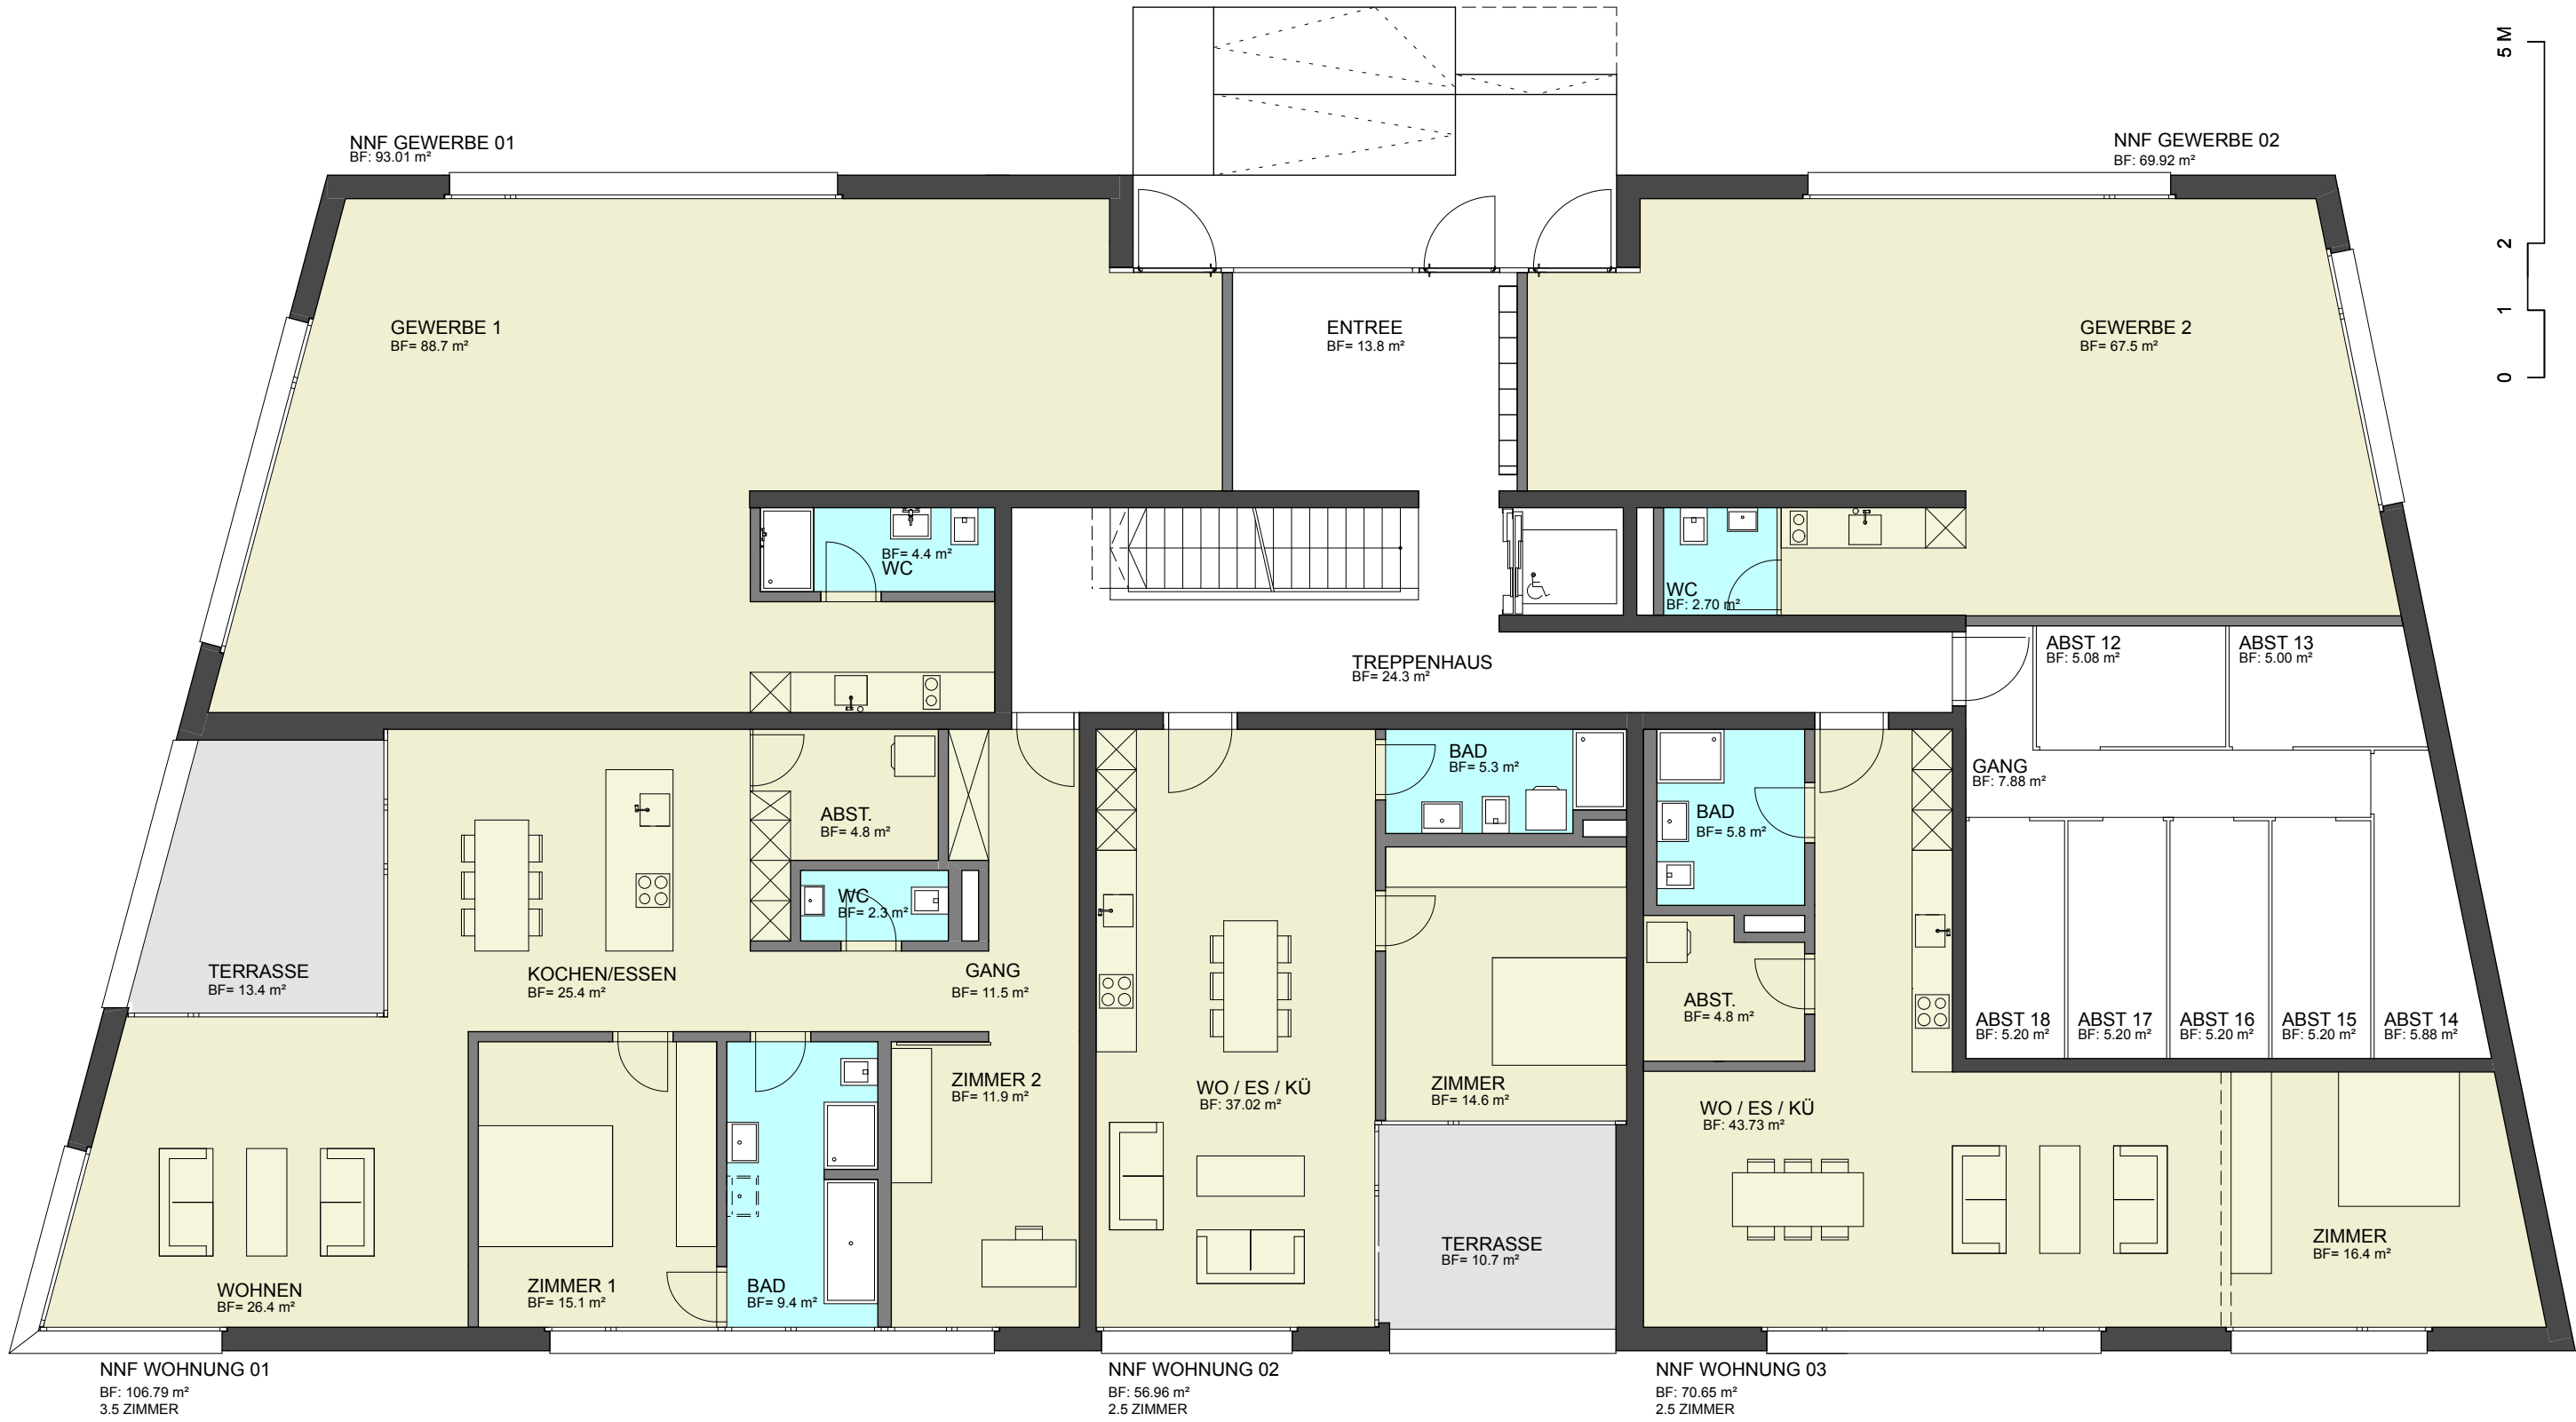 5 M
2
1
0
NNF GEWERBE 01
BF: 93.01 m²
NNF GEWERBE 02
BF: 69.92 m²
GEWERBE 1
BF= 88.7 m²
ENTREE
BF= 13.8 m²
GEWERBE 2
BF= 67.5 m²
BF= 4.4 m²
WC
WC
BF: 2.70 m²
TREPPENHAUS
BF= 24.3 m²
ABST 12
BF: 5.08 m²
ABST 13
BF: 5.00 m²
GANG
BF: 7.88 m²
ABST 18
BF: 5.20 m²
ABST 17
BF: 5.20 m²
ABST 16
BF: 5.20 m²
ABST 15
BF: 5.20 m²
ABST 14
BF: 5.88 m²
TERRASSE
BF= 13.4 m²
KOCHEN/ESSEN
BF= 25.4 m²
ABST.
BF= 4.8 m²
WC
BF= 2.3 m²
GANG
BF= 11.5 m²
WOHNEN
BF= 26.4 m²
ZIMMER 1
BF= 15.1 m²
BAD
BF= 9.4 m²
ZIMMER 2
BF= 11.9 m²
BAD
BF= 5.3 m²
WO / ES / KÜ
BF: 37.02 m²
ZIMMER
BF= 14.6 m²
TERRASSE
BF= 10.7 m²
BAD
BF= 5.8 m²
ABST.
BF= 4.8 m²
WO / ES / KÜ
BF: 43.73 m²
ZIMMER
BF= 16.4 m²
NNF WOHNUNG 01
BF: 106.79 m²
3.5 ZIMMER
NNF WOHNUNG 02
BF: 56.96 m²
2.5 ZIMMER
NNF WOHNUNG 03
BF: 70.65 m²
2.5 ZIMMER